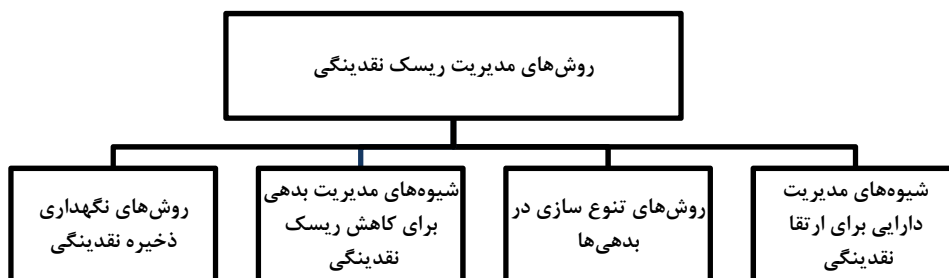 روش‌های مدیریت ریسک نقدینگی
شیوه‌های مدیریت
دارایی برای ارتقا
نقدینگی
روش‌های تنوع سازی در
بدهی‌ها
شیوه‌های مدیریت بدهی
برای کاهش ریسک
نقدینگی
روش‌های نگهداری
ذخیره نقدینگی